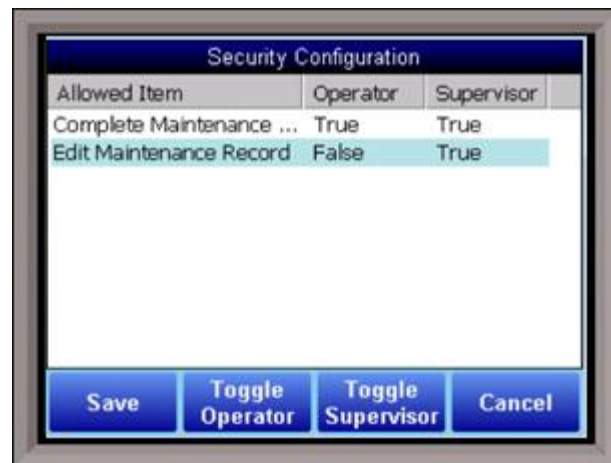 Security Configuration
Allowed Item Operator Supervisor
Complete Maintenance ... True True
Edit Maintenance Record False True
Save Toggle Operator Toggle Supervisor Cancel